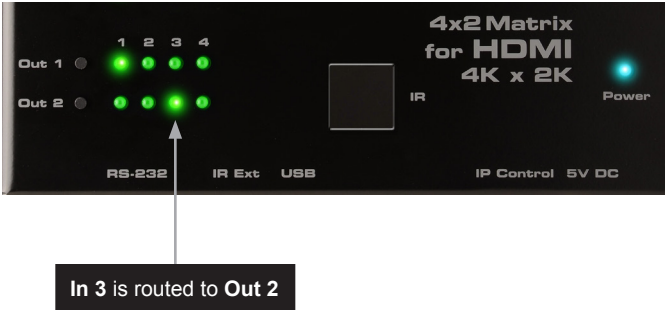 4x2 Matrix
for HDMI
4K x 2K
1 2 3 4
Out 1
Out 2
IR
Power
RS-232 IR Ext USB IP Control 5V DC
In 3 is routed to Out 2